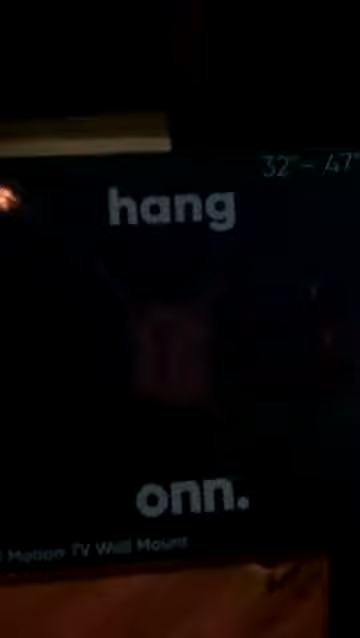 32" – 47"
hang
onn.
Motion TV Wall Mount